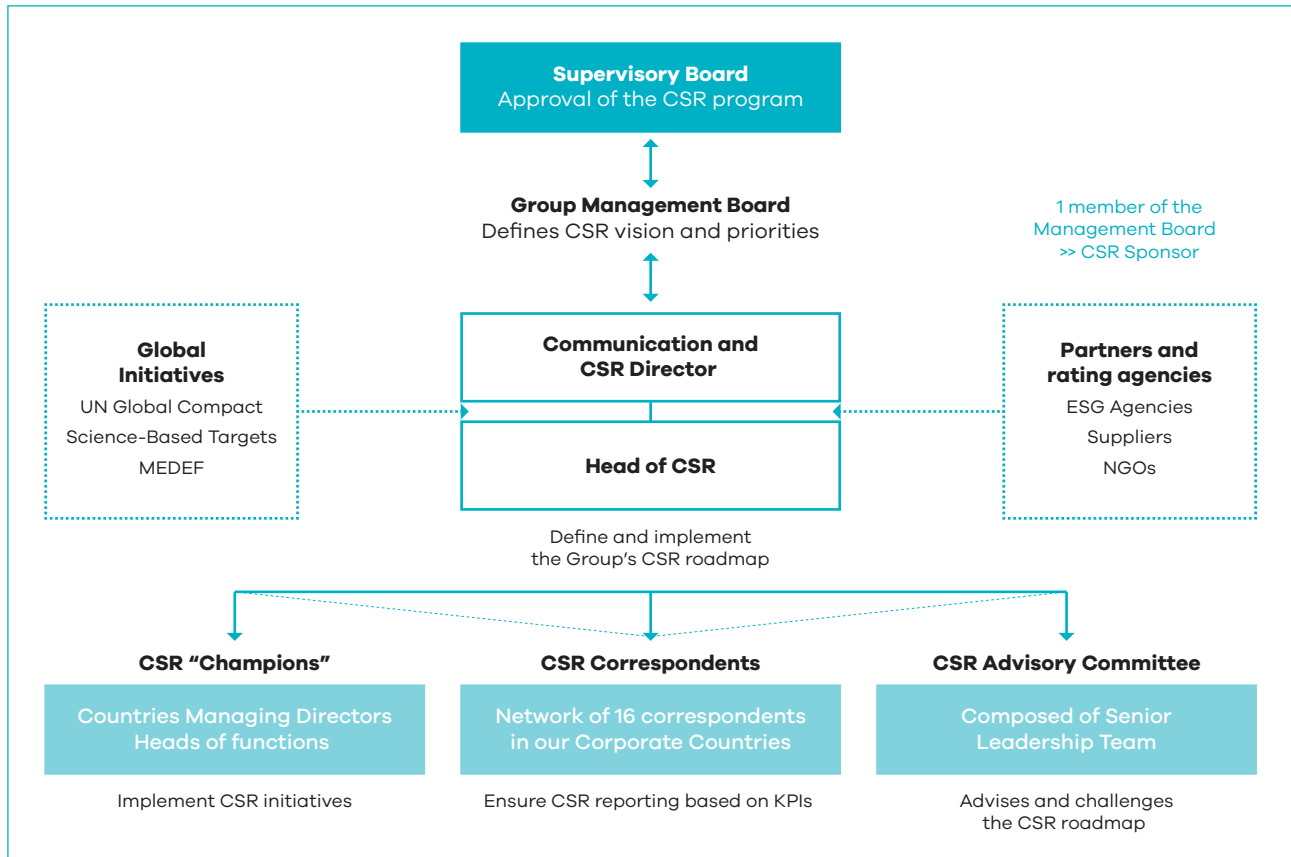 Supervisory Board
Approval of the CSR program
Group Management Board
Defines CSR vision and priorities
1 member of the
Management Board
>> CSR Sponsor
Global
Initiatives
UN Global Compact
Science-Based Targets
MEDEF
Communication and
CSR Director
Head of CSR
Partners and
rating agencies
ESG Agencies
Suppliers
NGOs
Define and implement
the Group's CSR roadmap
CSR “Champions”
Countries Managing Directors
Heads of functions
Implement CSR initiatives
CSR Correspondents
Network of 16 correspondents
in our Corporate Countries
Ensure CSR reporting based on KPIs
CSR Advisory Committee
Composed of Senior
Leadership Team
Advises and challenges
the CSR roadmap